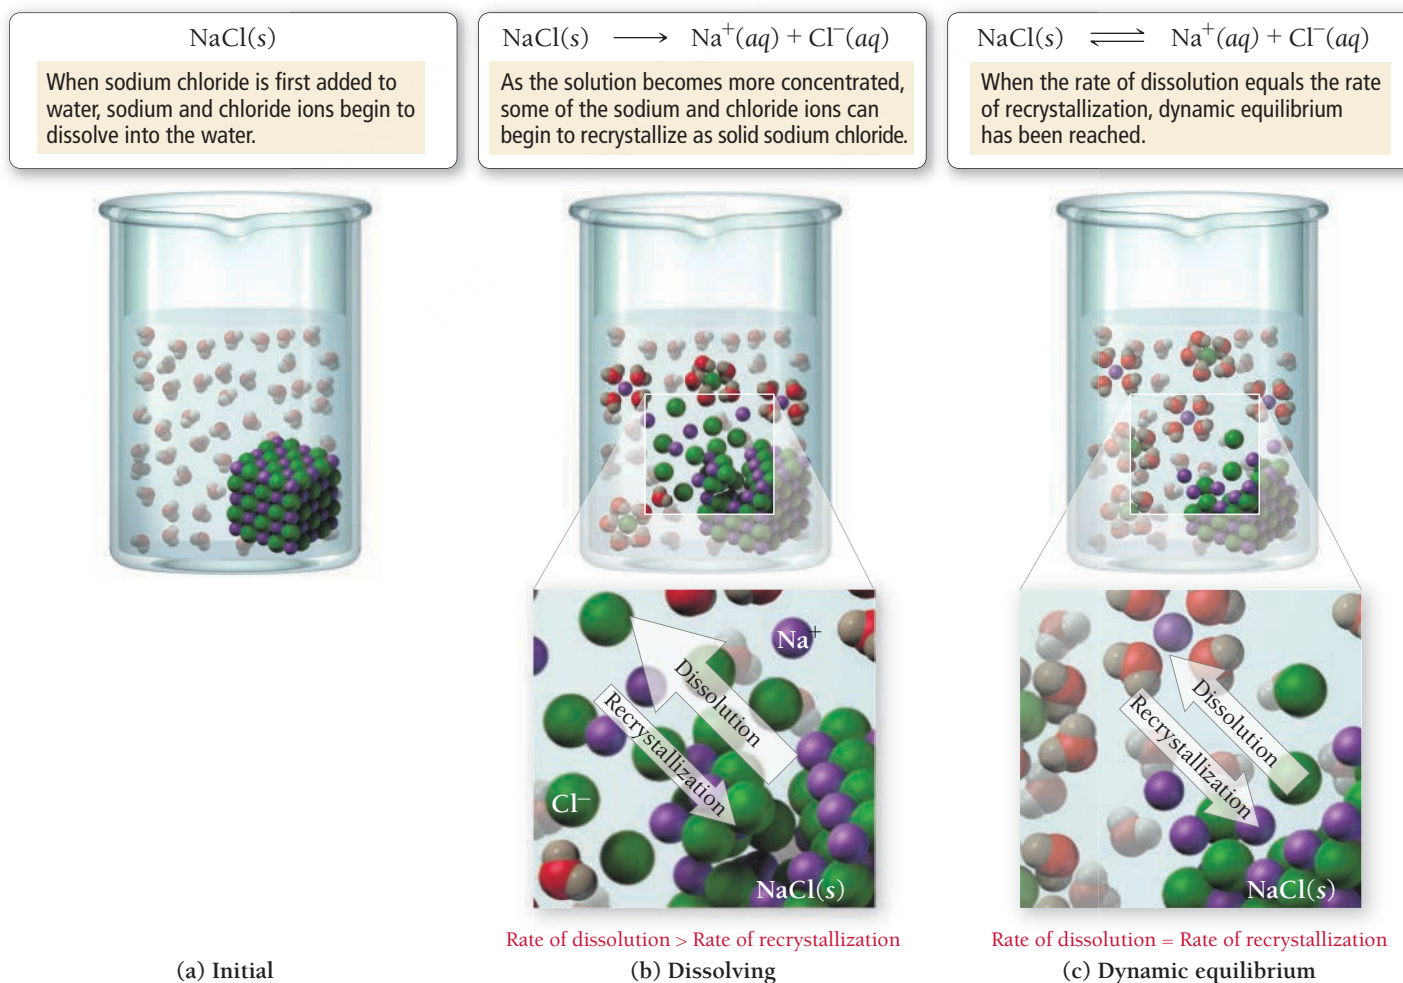 NaCl(s)
When sodium chloride is first added to
water, sodium and chloride ions begin to
dissolve into the water.
NaCl(s) ⟶ Na⁺(aq) + Cl⁻(aq)
As the solution becomes more concentrated,
some of the sodium and chloride ions can
begin to recrystallize as solid sodium chloride.
NaCl(s) ⇌ Na⁺(aq) + Cl⁻(aq)
When the rate of dissolution equals the rate
of recrystallization, dynamic equilibrium
has been reached.
Na⁺
Dissolution
Recrystallization
Cl⁻
NaCl(s)
Dissolution
Recrystallization
NaCl(s)
Rate of dissolution > Rate of recrystallization
Rate of dissolution = Rate of recrystallization
(a) Initial
(b) Dissolving
(c) Dynamic equilibrium